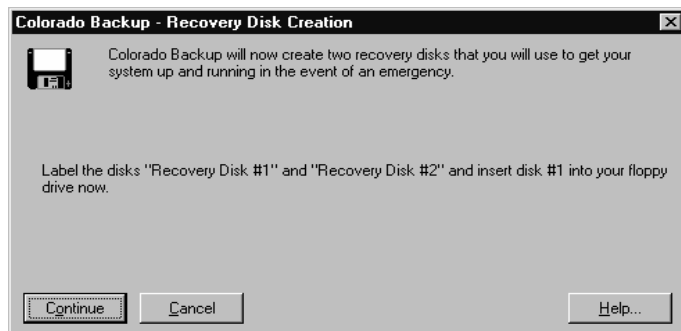 Colorado Backup - Recovery Disk Creation
Colorado Backup will now create two recovery disks that you will use to get your
system up and running in the event of an emergency.
Label the disks "Recovery Disk #1" and "Recovery Disk #2" and insert disk #1 into your floppy
drive now.
Continue Cancel Help...